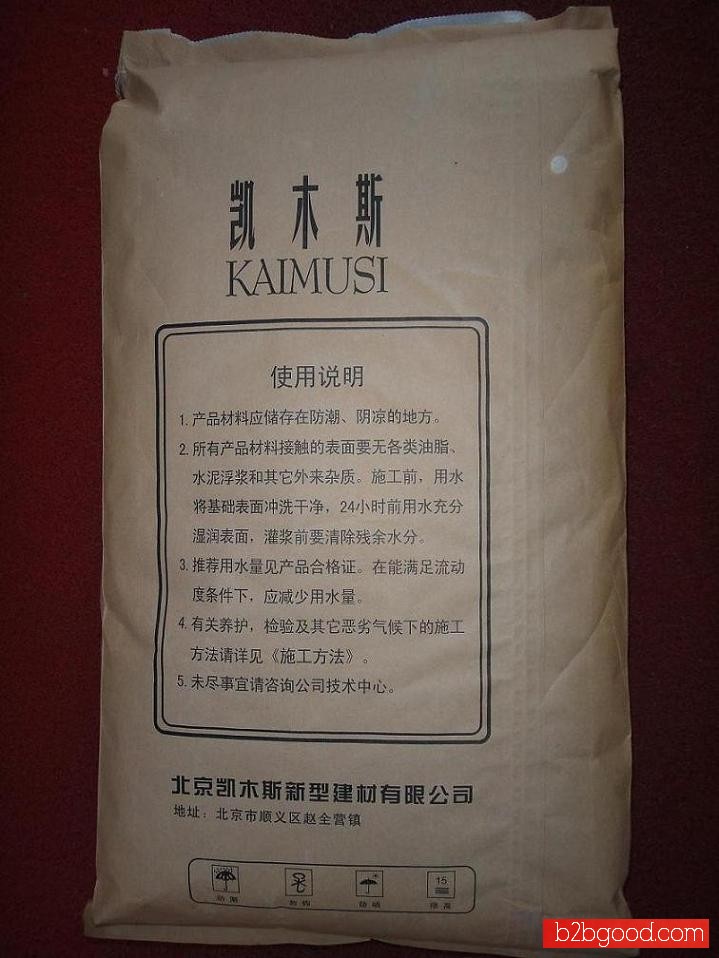 凯木斯
KAIMUSI
使用说明
1. 产品材料应储存在防潮、阴凉的地方。
2. 所有产品材料接触的表面要无各类油脂、
水泥浮浆和其它外来杂质。施工前，用水
将基础表面冲洗干净，24小时前用水充分
湿润表面，灌浆前要清除残余水分。
3. 推荐用水量见产品合格证。在能满足流动
度条件下，应减少用水量。
4. 有关养护，检验及其它恶劣气候下的施工
方法请详见《施工方法》。
5. 未尽事宜请咨询公司技术中心。
北京凯木斯新型建材有限公司
地址：北京市顺义区赵全营镇
15
防潮 防钩 防晒 堆高
b2bgood.com